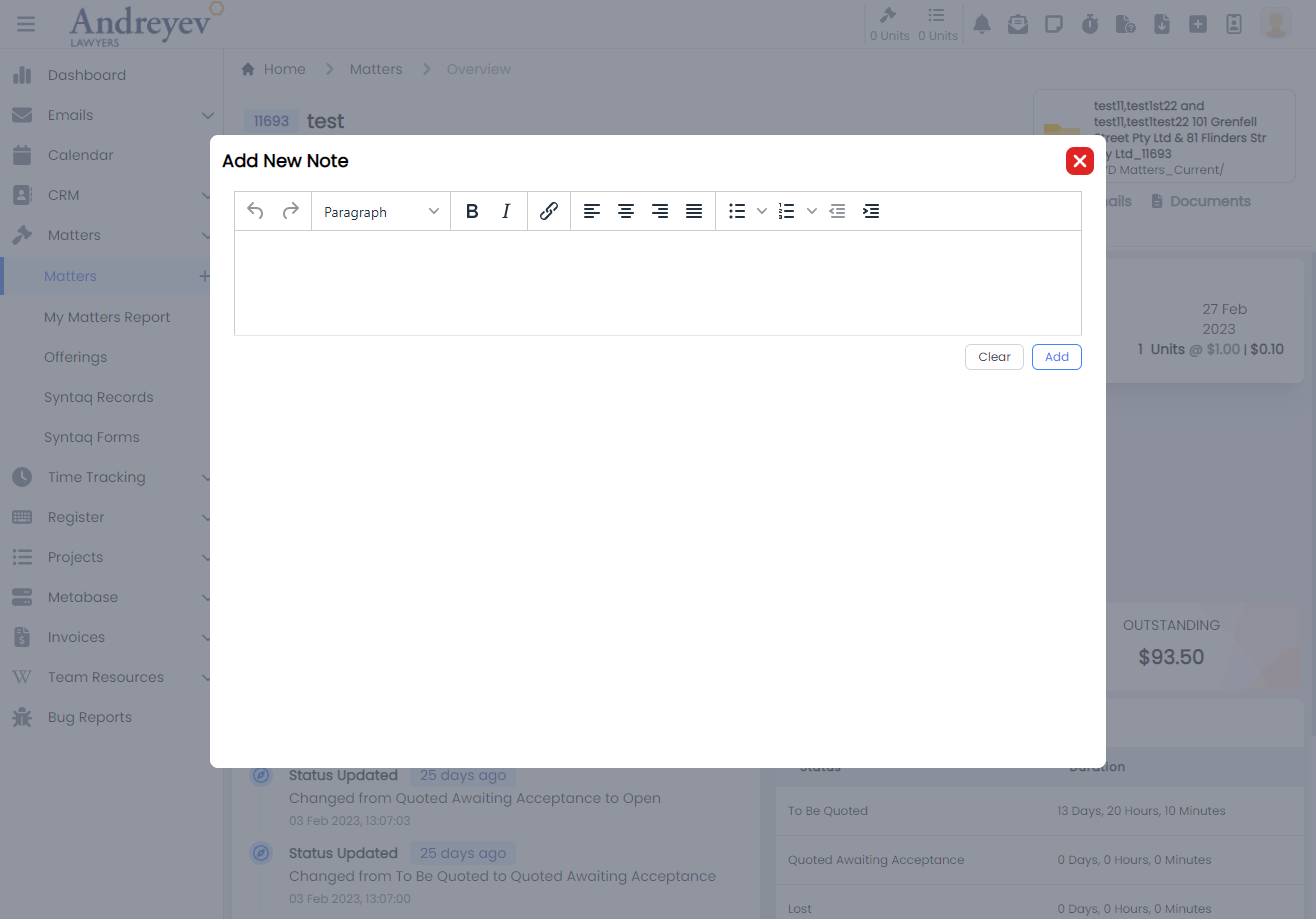 Andreyev
LAWYERS
0 Units 0 Units
Dashboard
Emails
Calendar
CRM
Matters
Matters
My Matters Report
Offerings
Syntaq Records
Syntaq Forms
Time Tracking
Register
Projects
Metabase
Invoices
Team Resources
Bug Reports
Home Matters Overview
11693 test
test11,test1st22 and
test11,test1test22 101 Grenfell
Street Pty Ltd & 81 Flinders Str
Ltd_11693
Matters_Current/
Documents
Add New Note
Paragraph
B I
Clear Add
27 Feb
2023
1 Units @ $1.00 | $0.10
OUTSTANDING
$93.50
Status Updated 25 days ago
Changed from Quoted Awaiting Acceptance to Open
03 Feb 2023, 13:07:03
Status Updated 25 days ago
Changed from To Be Quoted to Quoted Awaiting Acceptance
03 Feb 2023, 13:07:00
Status Duration
To Be Quoted 13 Days, 20 Hours, 10 Minutes
Quoted Awaiting Acceptance 0 Days, 0 Hours, 0 Minutes
Lost 0 Days, 0 Hours, 0 Minutes